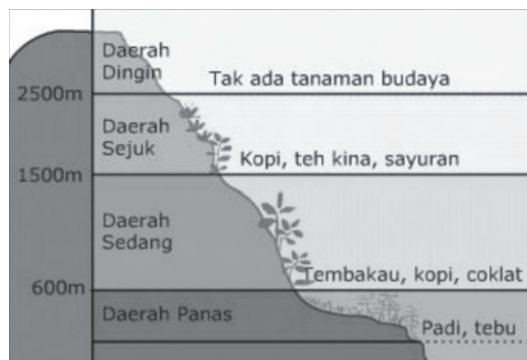 Daerah
Dingin
Tak ada tanaman budaya
2500m
Daerah
Sejuk
Kopi, teh kina, sayuran
1500m
Daerah
Sedang
Tembakau, kopi, coklat
600m
Daerah Panas
Padi, tebu